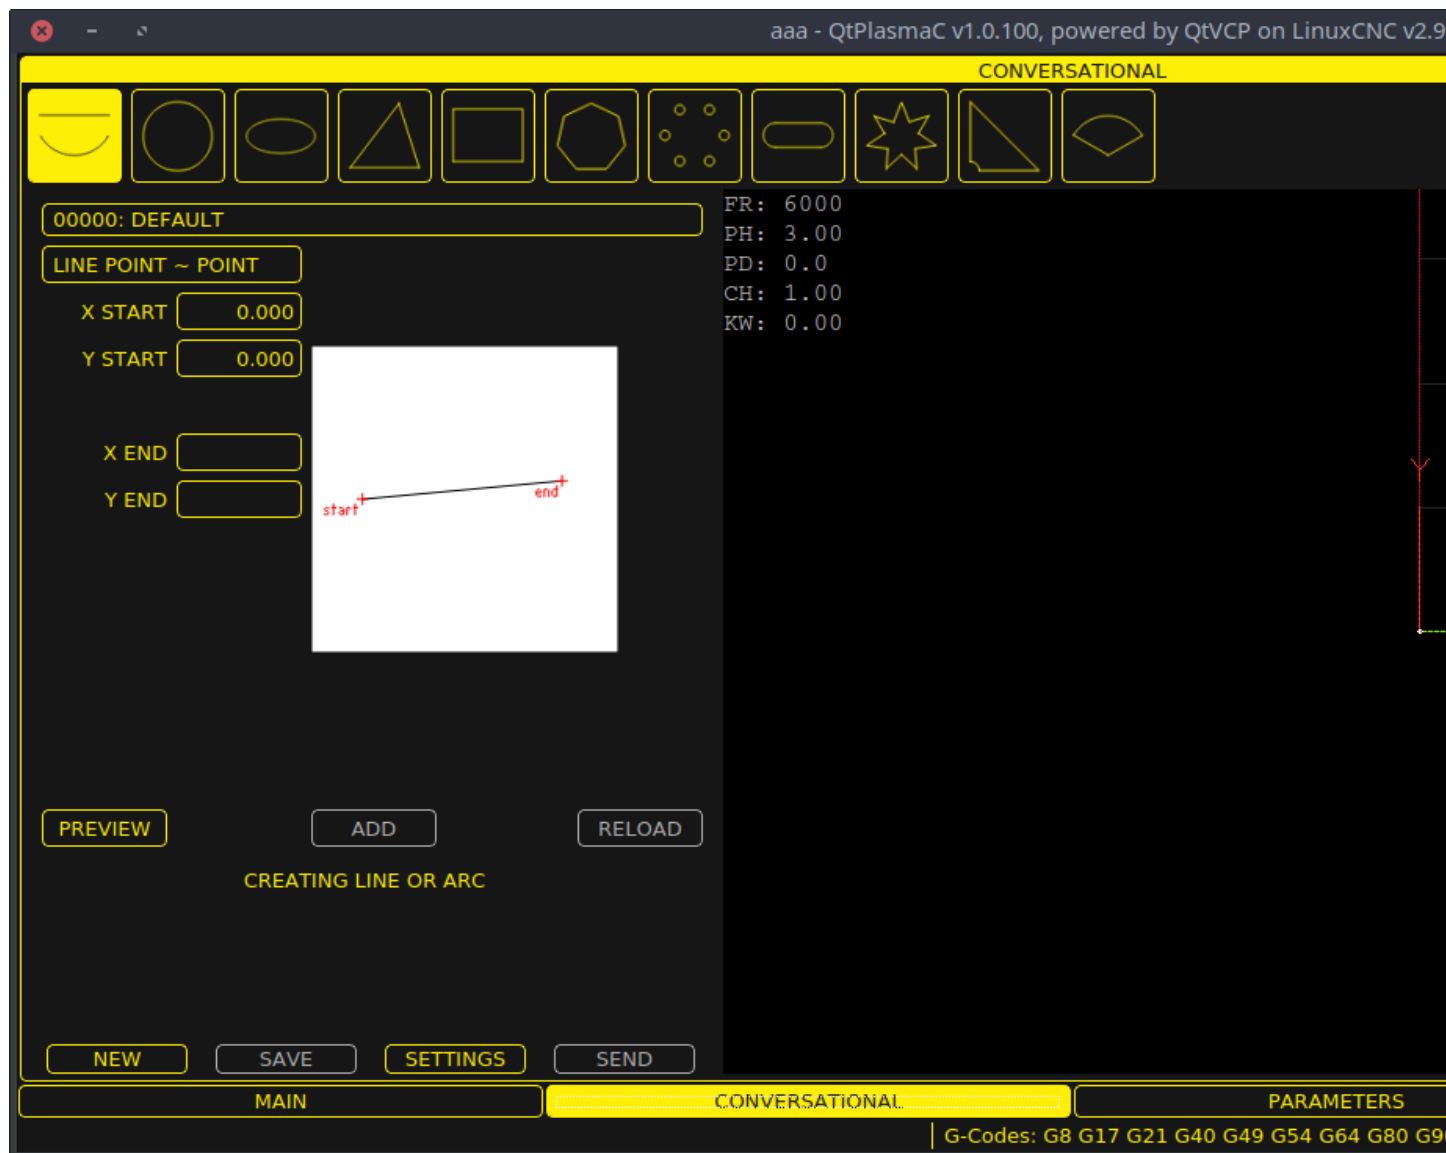 aaa - QtPlasmaC v1.0.100, powered by QtVCP on LinuxCNC v2.9
CONVERSATIONAL
00000: DEFAULT
LINE POINT ~ POINT
X START 0.000
Y START 0.000
X END
Y END
start
end
FR: 6000
PH: 3.00
PD: 0.0
CH: 1.00
KW: 0.00
PREVIEW ADD RELOAD
CREATING LINE OR ARC
NEW SAVE SETTINGS SEND
MAIN CONVERSATIONAL PARAMETERS
G-Codes: G8 G17 G21 G40 G49 G54 G64 G80